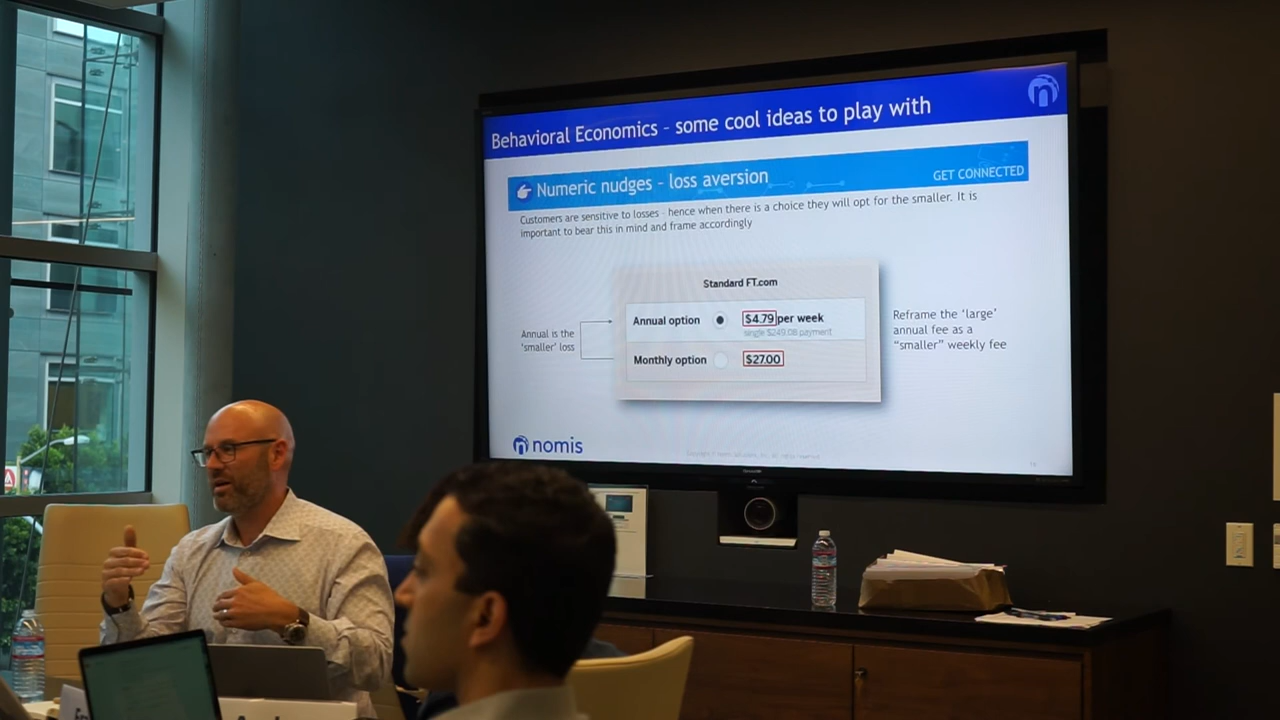 Behavioral Economics - some cool ideas to play with
Numeric nudges - loss aversion
GET CONNECTED
Customers are sensitive to losses - hence when there is a choice they will opt for the smaller. It is
important to bear this in mind and frame accordingly
Standard FT.com
Annual option
$4.79 per week
single $249.08 payment
Monthly option
$27.00
Annual is the
'smaller' loss
Reframe the 'large'
annual fee as a
"smaller" weekly fee
nomis